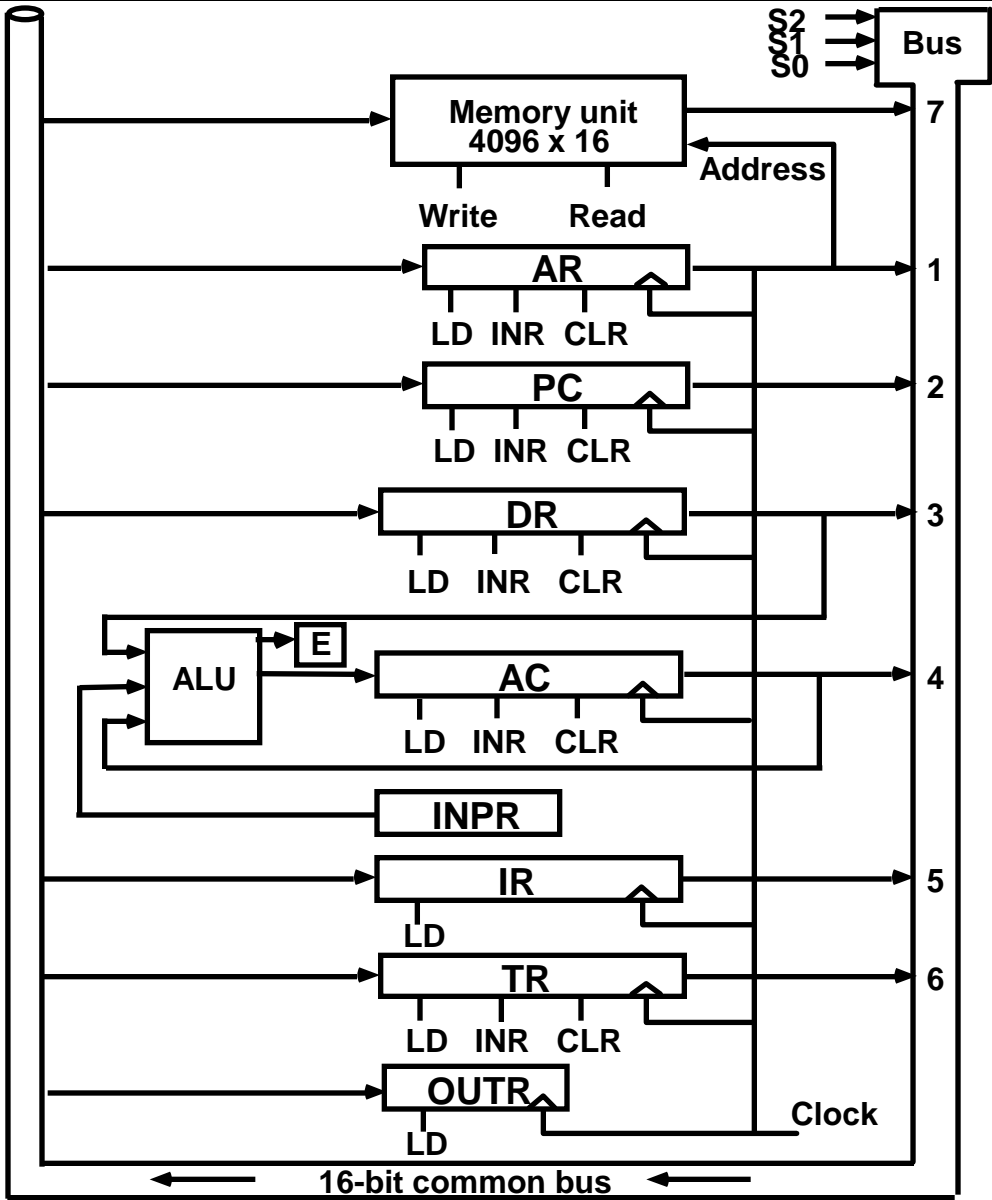 S2
S1
S0
Bus
Memory unit
4096 x 16
7
Address
Write Read
AR
1
LD INR CLR
PC
2
LD INR CLR
DR
3
LD INR CLR
E
ALU
AC
4
LD INR CLR
INPR
IR
5
LD
TR
6
LD INR CLR
OUTR
Clock
LD
16-bit common bus